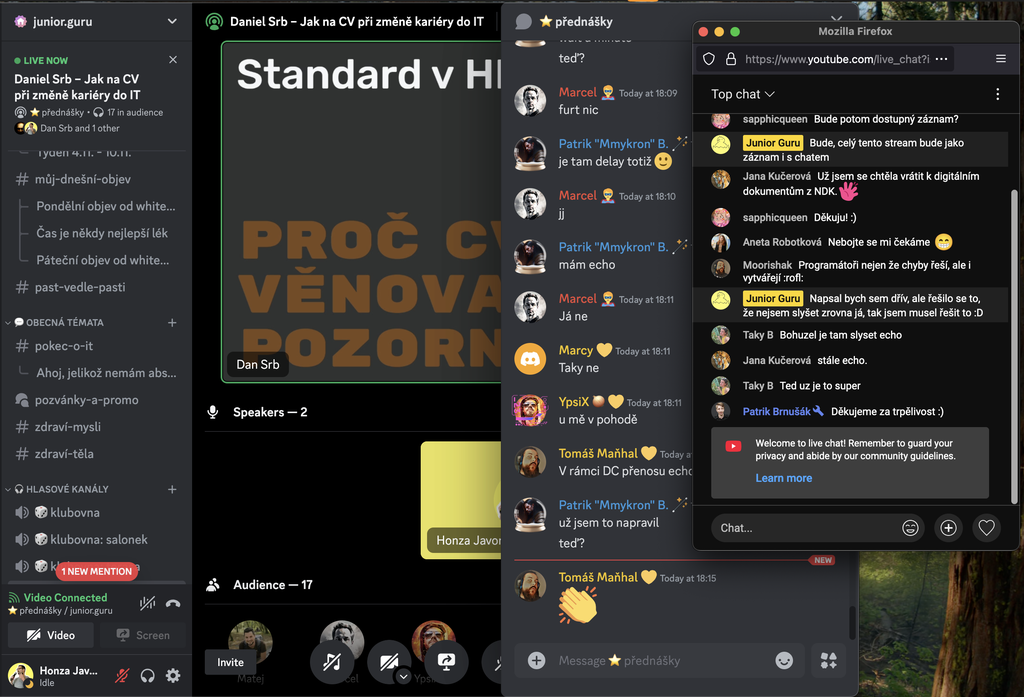 junior.guru
LIVE NOW
Daniel Srb – Jak na CV
při změně kariéry do IT
přednášky • 17 in audience
Dan Srb and 1 other
Týden 4.11. - 10.11.
můj-dnešní-objev
Pondělní objev od white...
Čas je někdy nejlepší lék
Páteční objev od white...
past-vedle-pasti
OBECNÁ TÉMATA
pokec-o-it
Ahoj, jelikož nemám abs...
pozvánky-a-promo
zdraví-mysli
zdraví-těla
HLASOVÉ KANÁLY
klubovna
klubovna: salonek
1 NEW MENTION
Video Connected
přednášky / junior.guru
Video
Screen
Honza Jav...
Idle
Daniel Srb – Jak na CV při změně kariéry do IT
Standard v H
PROČ CV
VĚNOVA
POZORN
Dan Srb
Speakers — 2
Honza Javor
Audience — 17
Invite
Matej
přednášky
teď?
Marcel Today at 18:09
furt nic
Patrik "Mmykron" B.
je tam delay totiž
Marcel Today at 18:10
jj
Patrik "Mmykron" B.
mám echo
Marcel Today at 18:11
Já ne
Marcy Today at 18:11
Taky ne
YpsiX Today at 18:11
u mě v pohodě
Tomáš Maňhal Today a
V rámci DC přenosu echo
Patrik "Mmykron" B.
už jsem to napravil
teď?
NEW
Tomáš Maňhal Today at 18:15
Message přednášky
Mozilla Firefox
https://www.youtube.com/live_chat?i
Top chat
sapphicqueen Bude potom dostupný záznam?
Junior Guru Bude, celý tento stream bude jako
záznam i s chatem
Jana Kučerová Už jsem se chtěla vrátit k digitálním
dokumentům z NDK.
sapphicqueen Děkuju! :)
Aneta Robotková Nebojte se mi čekáme
Moorishak Programátoři nejen že chyby řeší, ale i
vytvářejí :rofl:
Junior Guru Napsal bych sem dřív, ale řešilo se to,
že nejsem slyšet zrovna já, tak jsem musel řešit to :D
Taky B Bohuzel je tam slyset echo
Jana Kučerová stále echo.
Taky B Ted uz je to super
Patrik Brnušák Děkujeme za trpělivost :)
Welcome to live chat! Remember to guard your
privacy and abide by our community guidelines.
Learn more
Chat...